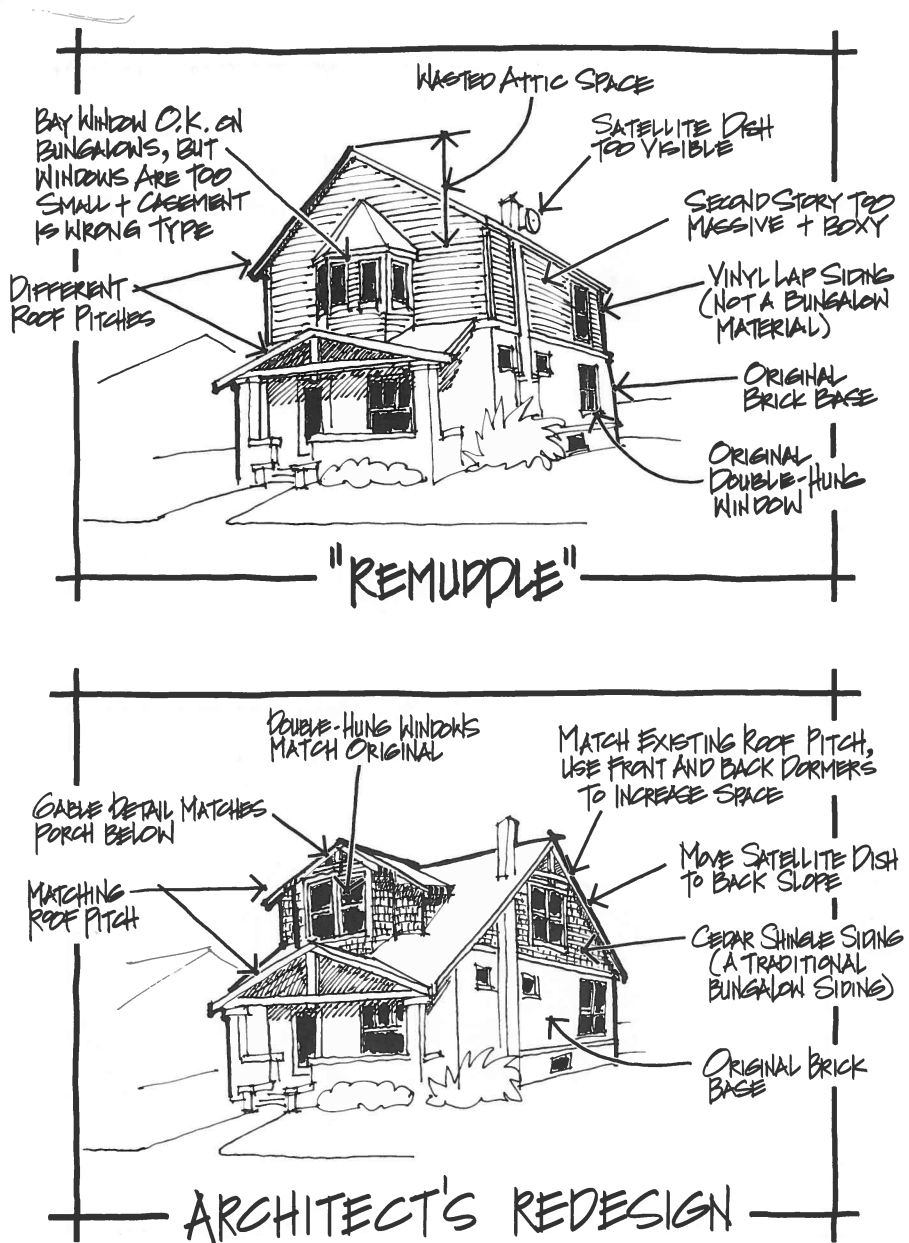 WASTED ATTIC SPACE
BAY WINDOW O.K. ON
BUNGALOWS, BUT
WINDOWS ARE TOO
SMALL + CASEMENT
IS WRONG TYPE
SATELLITE DISH
TOO VISIBLE
SECOND STORY TOO
MASSIVE + BOXY
DIFFERENT
ROOF PITCHES
VINYL LAP SIDING
(NOT A BUNGALOW
MATERIAL)
ORIGINAL
BRICK BASE
ORIGINAL
DOUBLE-HUNG
WINDOW
"REMUDDLE"
DOUBLE-HUNG WINDOWS
MATCH ORIGINAL
MATCH EXISTING ROOF PITCH,
USE FRONT AND BACK DORMERS
TO INCREASE SPACE
GABLE DETAIL MATCHES
PORCH BELOW
MATCHING
ROOF PITCH
MOVE SATELLITE DISH
TO BACK SLOPE
CEDAR SHINGLE SIDING
(A TRADITIONAL
BUNGALOW SIDING)
ORIGINAL BRICK
BASE
ARCHITECT'S REDESIGN